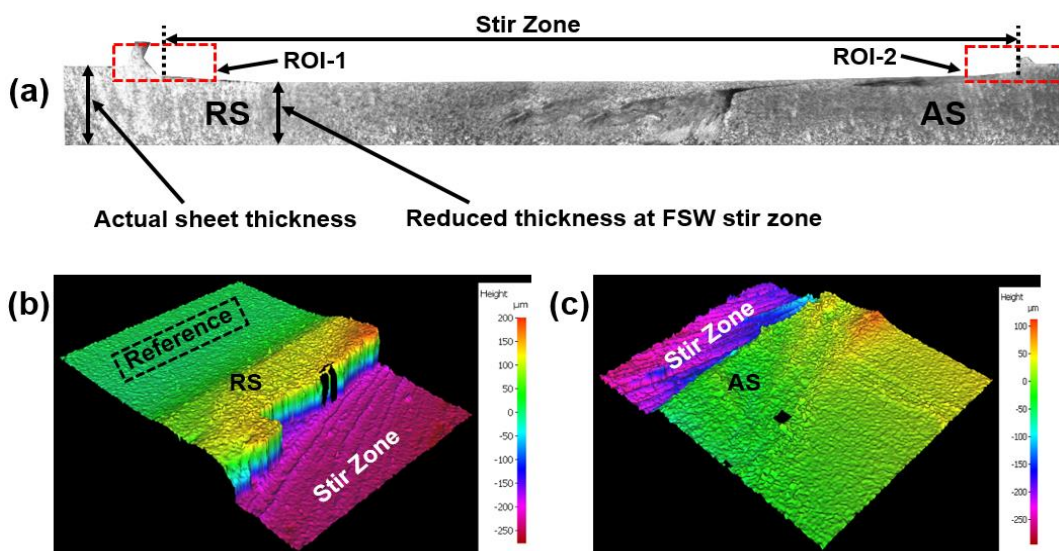 Stir Zone
ROI-1
ROI-2
(a)
RS
AS
Actual sheet thickness
Reduced thickness at FSW stir zone
(b)
Reference
RS
Stir Zone
Height
µm
200
150
100
50
0
-50
-100
-150
-200
-250
(c)
Stir Zone
AS
Height
µm
100
50
0
-50
-100
-150
-200
-250